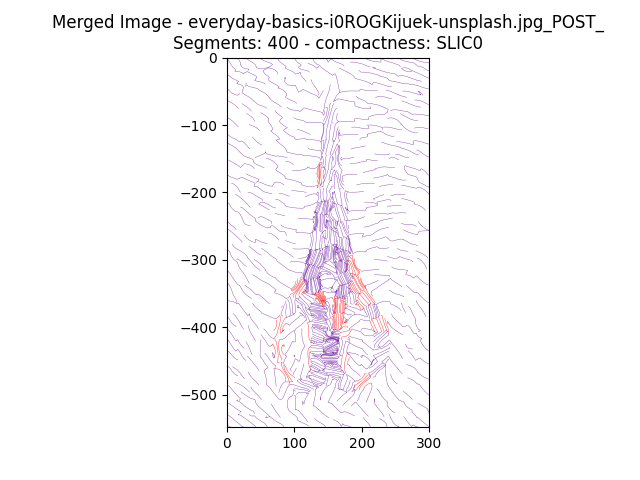 Merged Image - everyday-basics-i0ROGKijuek-unsplash.jpg_POST_
Segments: 400 - compactness: SLIC0
0
−100
−200
−300
−400
−500
0 100 200 300